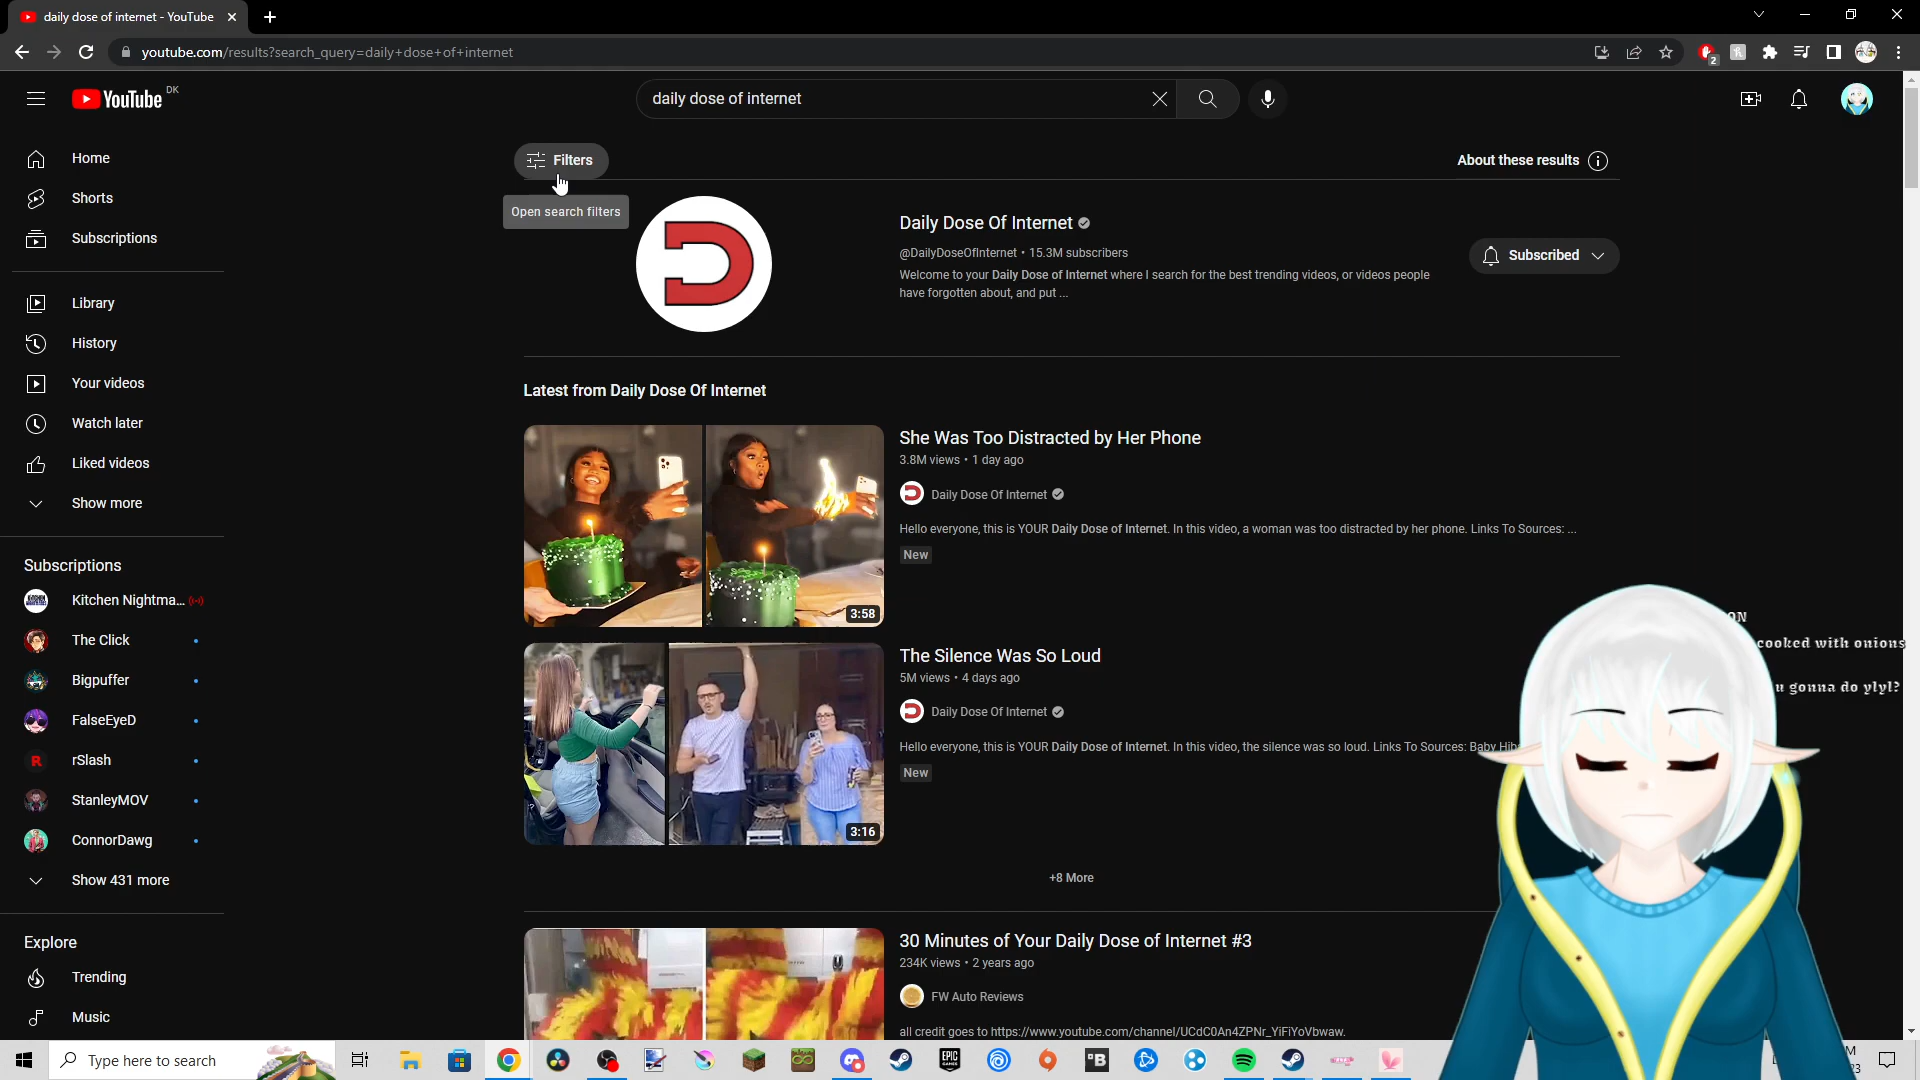 daily dose of internet - YouTube
youtube.com/results?search_query=daily+dose+of+internet
2
YouTube DK
daily dose of internet
Home
Shorts
Subscriptions
Library
History
Your videos
Watch later
Liked videos
Show more
Subscriptions
Kitchen Nightma...
The Click
Bigpuffer
FalseEyeD
R rSlash
StanleyMOV
ConnorDawg
Show 431 more
Explore
Trending
Music
Filters
About these results
Open search filters
Daily Dose Of Internet
@DailyDoseOfInternet • 15.3M subscribers
Welcome to your Daily Dose of Internet where I search for the best trending videos, or videos people
have forgotten about, and put ...
Subscribed
Latest from Daily Dose Of Internet
She Was Too Distracted by Her Phone
3.8M views • 1 day ago
Daily Dose Of Internet
Hello everyone, this is YOUR Daily Dose of Internet. In this video, a woman was too distracted by her phone. Links To Sources: ...
New
3:58
The Silence Was So Loud
5M views • 4 days ago
Daily Dose Of Internet
Hello everyone, this is YOUR Daily Dose of Internet. In this video, the silence was so loud. Links To Sources: Baby
New
3:16
+8 More
30 Minutes of Your Daily Dose of Internet #3
234K views • 2 years ago
FW Auto Reviews
all credit goes to https://www.youtube.com/channel/UCdC0An4ZPNr_YiFiYoVbwaw.
cooked with onions
gonna do ylyl?
Type here to search
EPIC GAMES
B